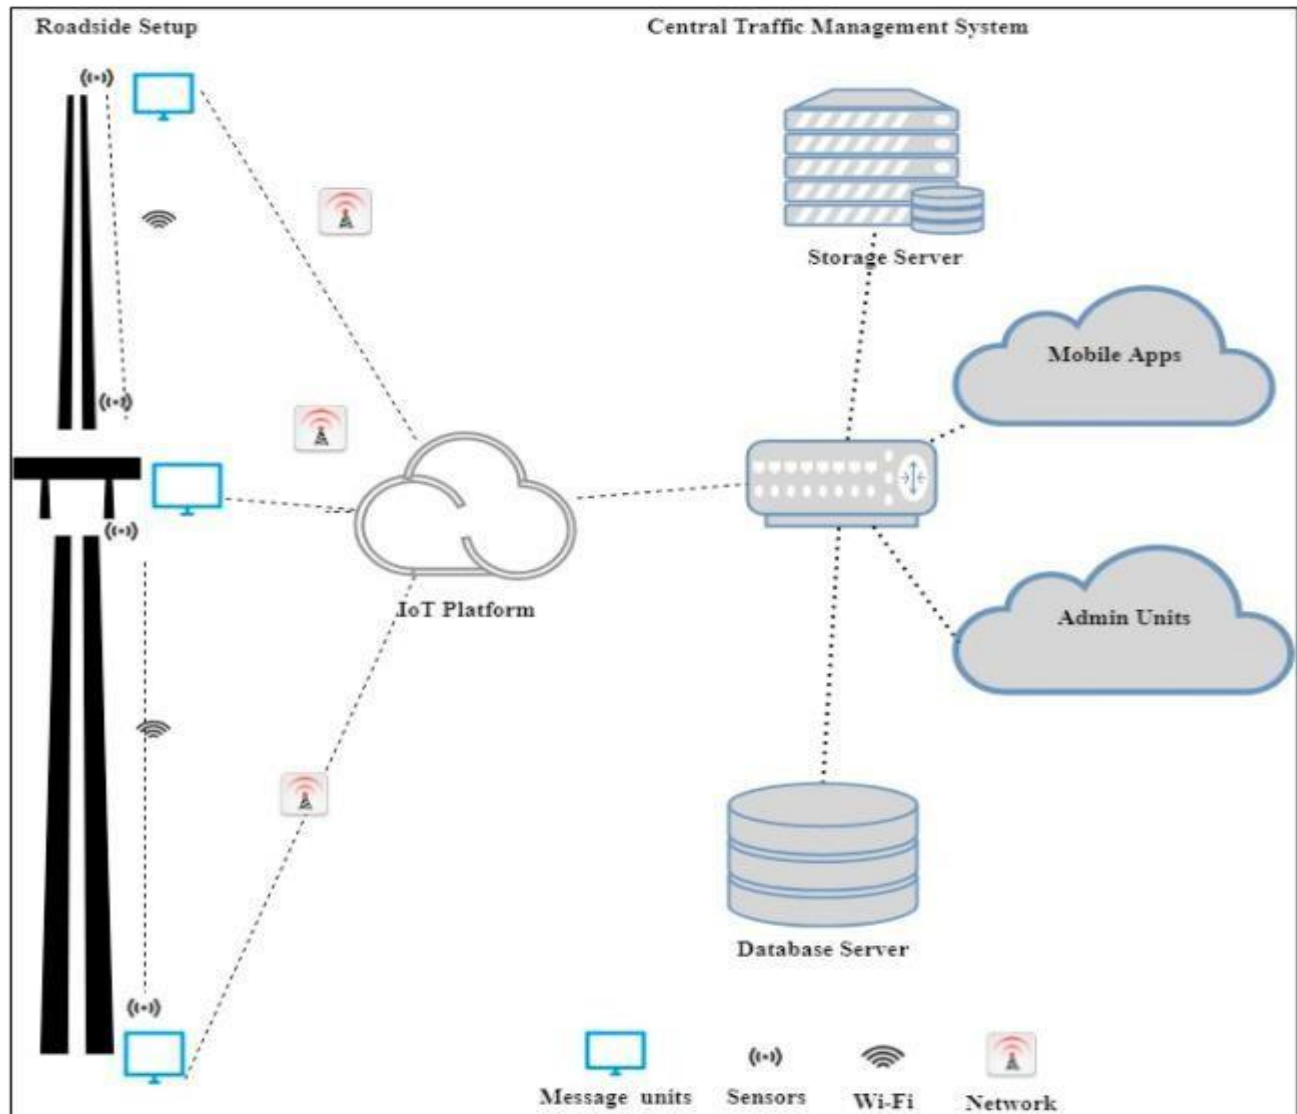 Roadside Setup
Central Traffic Management System
Storage Server
Mobile Apps
IoT Platform
Admin Units
Database Server
Message units
Sensors
Wi-Fi
Network